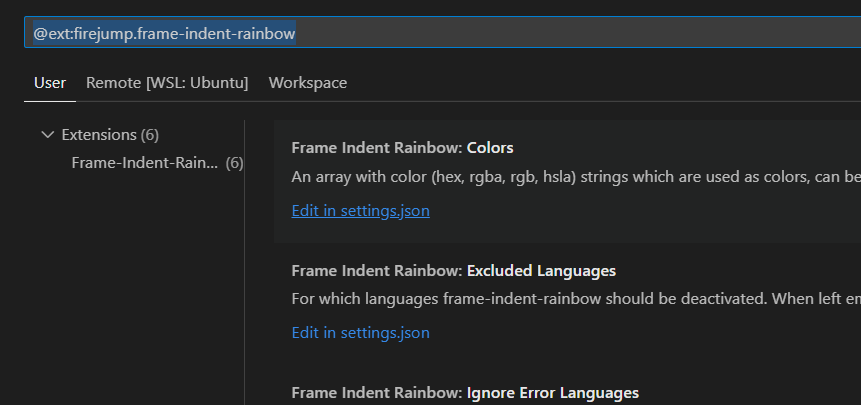 @ext:firejump.frame-indent-rainbow
User Remote [WSL: Ubuntu] Workspace
Extensions (6)
Frame-Indent-Rain... (6)
Frame Indent Rainbow: Colors
An array with color (hex, rgba, rgb, hsla) strings which are used as colors, can be
Edit in settings.json
Frame Indent Rainbow: Excluded Languages
For which languages frame-indent-rainbow should be deactivated. When left em
Edit in settings.json
Frame Indent Rainbow: Ignore Error Languages